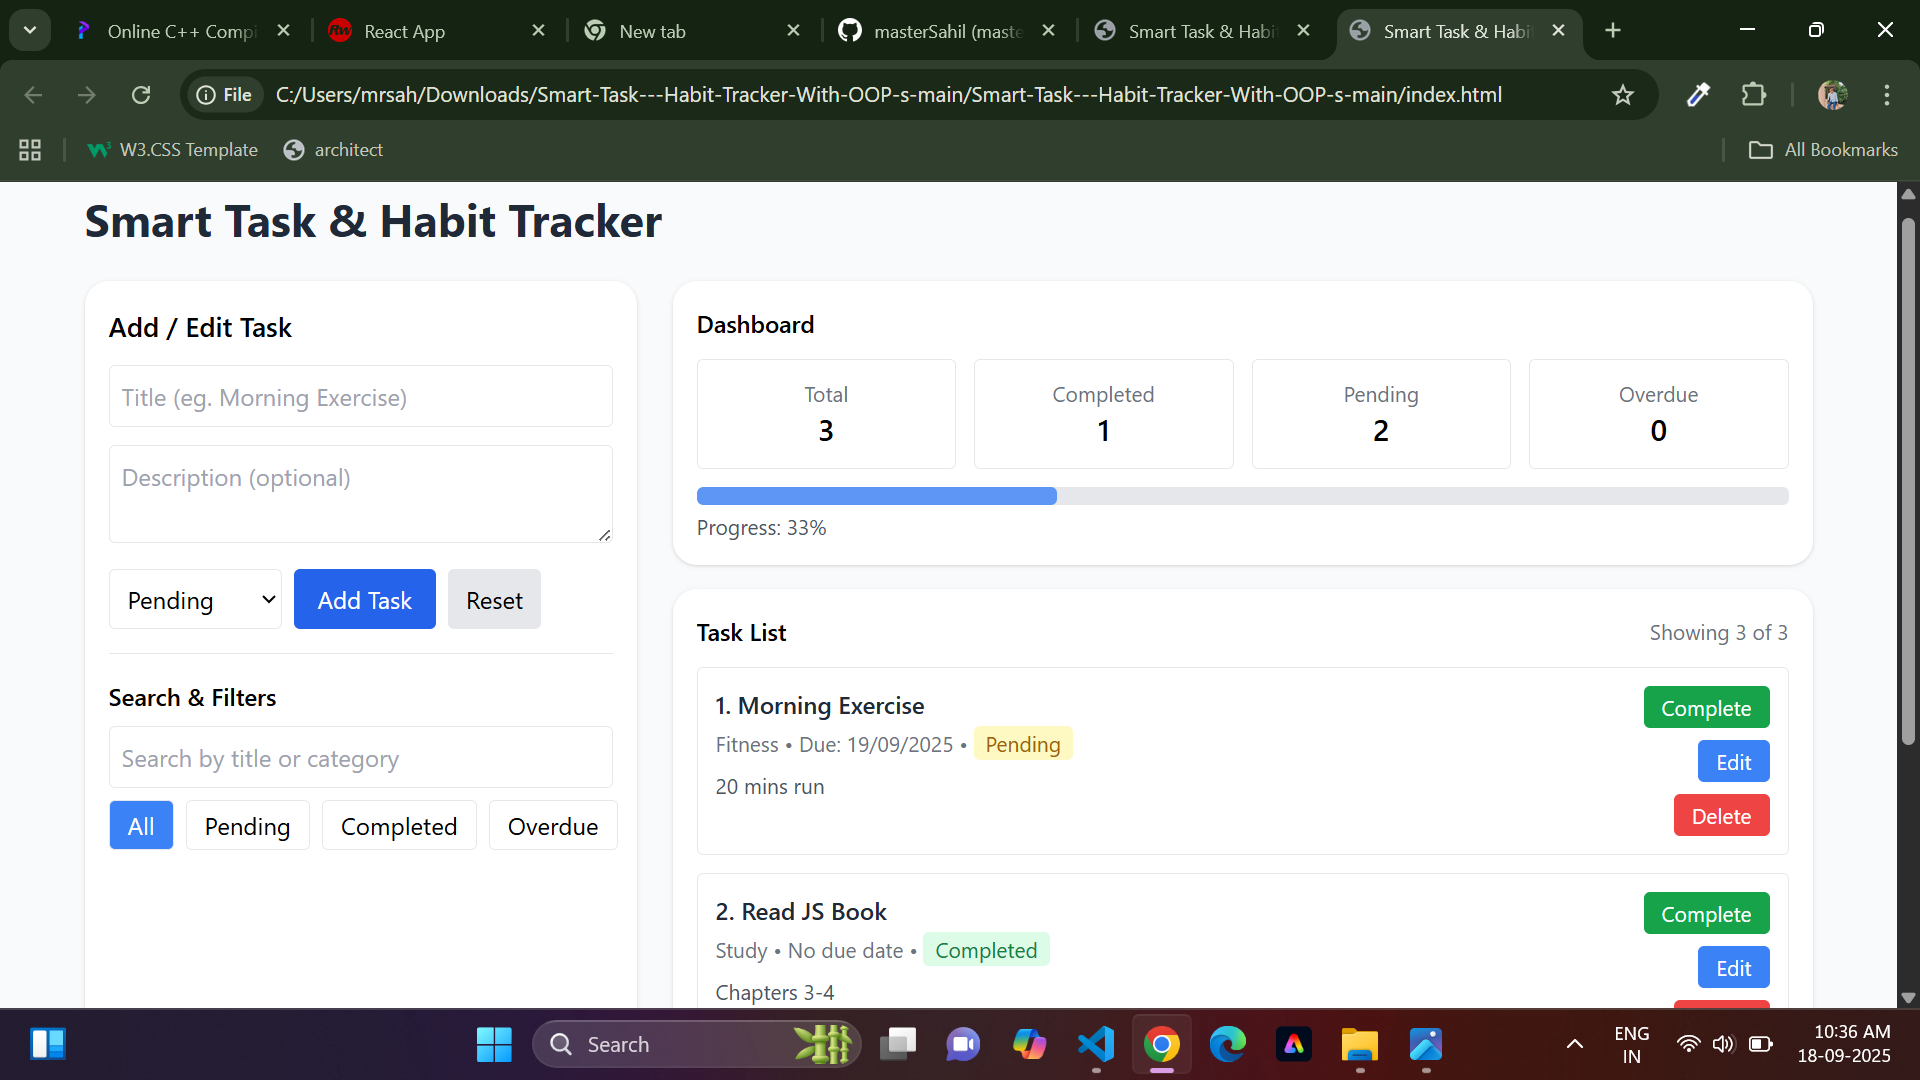 Online C++ Compi
React App
New tab
masterSahil (maste
Smart Task & Habi
Smart Task & Habi
File
C:/Users/mrsah/Downloads/Smart-Task---Habit-Tracker-With-OOP-s-main/Smart-Task---Habit-Tracker-With-OOP-s-main/index.html
W3.CSS Template
architect
All Bookmarks
Smart Task & Habit Tracker
Add / Edit Task
Title (eg. Morning Exercise)
Description (optional)
Pending
Add Task
Reset
Search & Filters
Search by title or category
All
Pending
Completed
Overdue
Dashboard
Total
3
Completed
1
Pending
2
Overdue
0
Progress: 33%
Task List
Showing 3 of 3
1. Morning Exercise
Fitness • Due: 19/09/2025 • Pending
20 mins run
Complete
Edit
Delete
2. Read JS Book
Study • No due date • Completed
Chapters 3-4
Complete
Edit
Search
ENG
IN
10:36 AM
18-09-2025